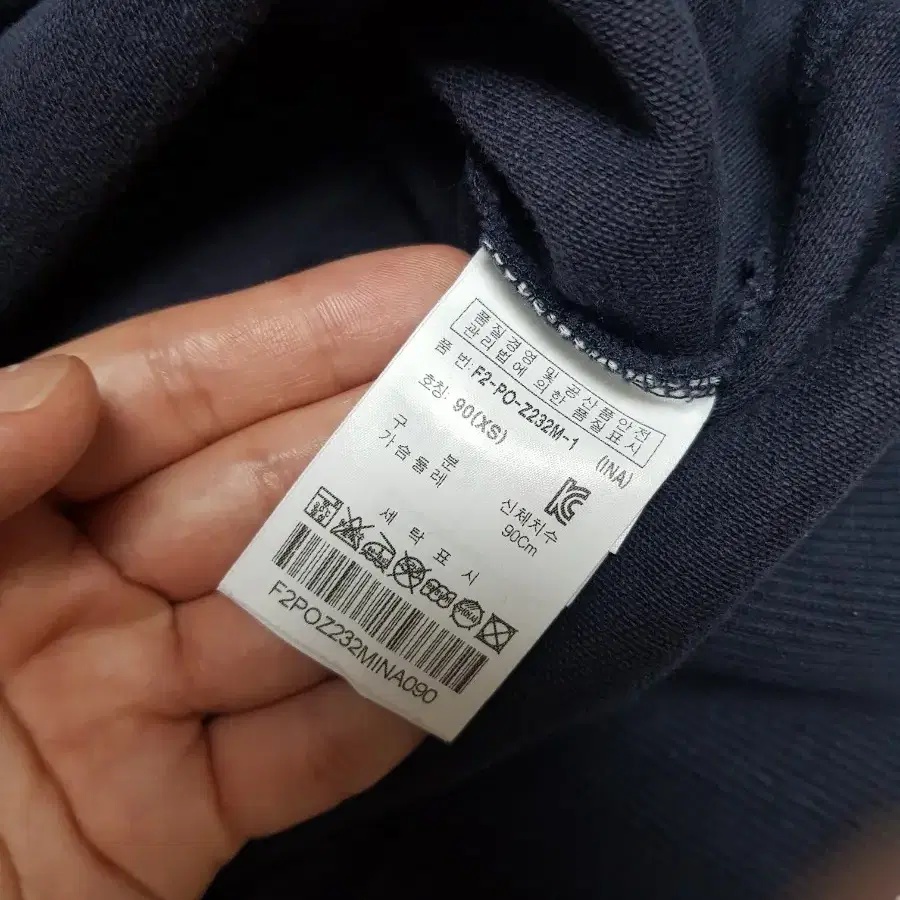 품질경영 및 공산품안전
관리법에 의한 품질표시
품 번: F2-PO-Z232M-1 (INA)
호칭: 90(XS)
구 분 신체치수
가슴둘레 90Cm
세 탁 표 시
F2POZ232MINA090